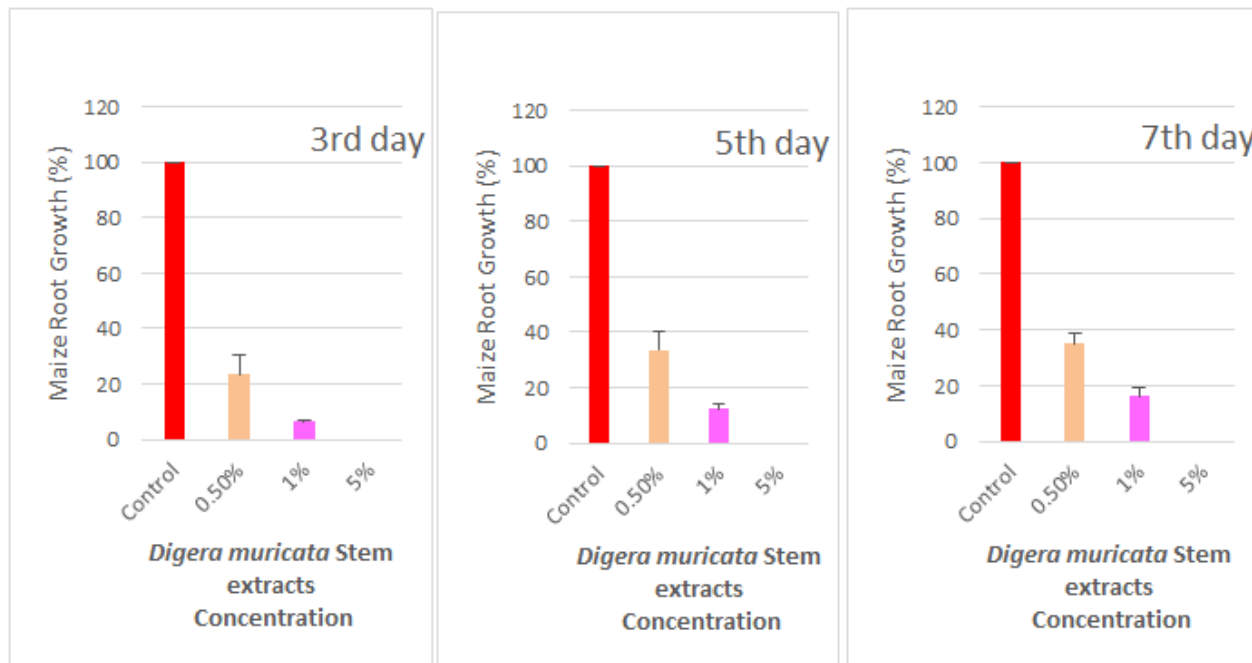 3rd day
Maize Root Growth (%)
120
100
80
60
40
20
0
Control
0.50%
1%
5%
Digera muricata Stem
extracts
Concentration
5th day
Maize Root Growth (%)
120
100
80
60
40
20
0
Control
0.50%
1%
5%
Digera muricata Stem
extracts
Concentration
7th day
Maize Root Growth (%)
120
100
80
60
40
20
0
Control
0.50%
1%
5%
Digera muricata Stem
extracts
Concentration